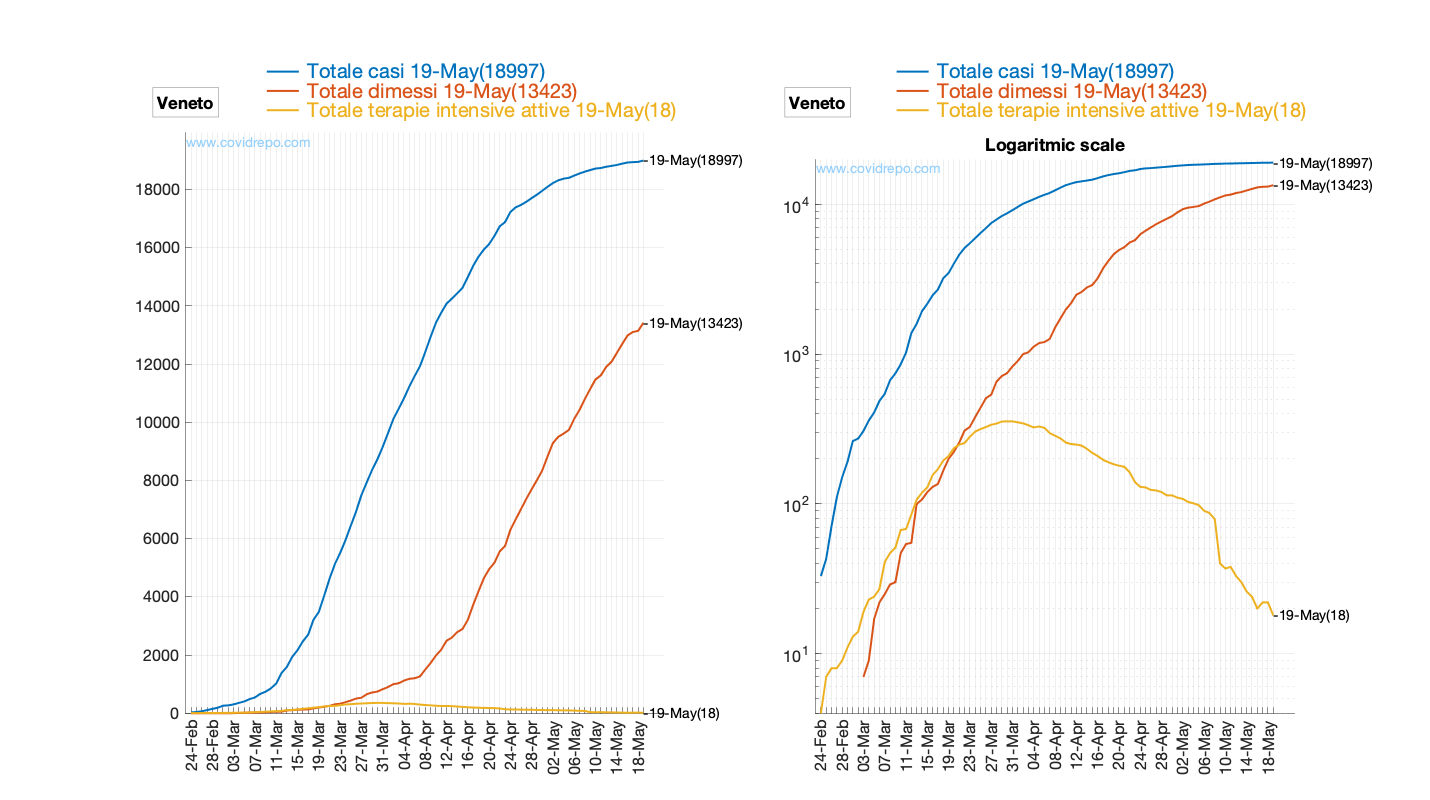 Totale casi 19-May(18997)
Totale dimessi 19-May(13423)
Totale terapie intensive attive 19-May(18)
Veneto
www.covidrepo.com
19-May(18997)
19-May(13423)
19-May(18)
18000
16000
14000
12000
10000
8000
6000
4000
2000
0
24-Feb
28-Feb
03-Mar
07-Mar
11-Mar
15-Mar
19-Mar
23-Mar
27-Mar
31-Mar
04-Apr
08-Apr
12-Apr
16-Apr
20-Apr
24-Apr
28-Apr
02-May
06-May
10-May
14-May
18-May
Totale casi 19-May(18997)
Totale dimessi 19-May(13423)
Totale terapie intensive attive 19-May(18)
Veneto
Logaritmic scale
www.covidrepo.com
19-May(18997)
19-May(13423)
19-May(18)
10^4
10^3
10^2
10^1
24-Feb
28-Feb
03-Mar
07-Mar
11-Mar
15-Mar
19-Mar
23-Mar
27-Mar
31-Mar
04-Apr
08-Apr
12-Apr
16-Apr
20-Apr
24-Apr
28-Apr
02-May
06-May
10-May
14-May
18-May